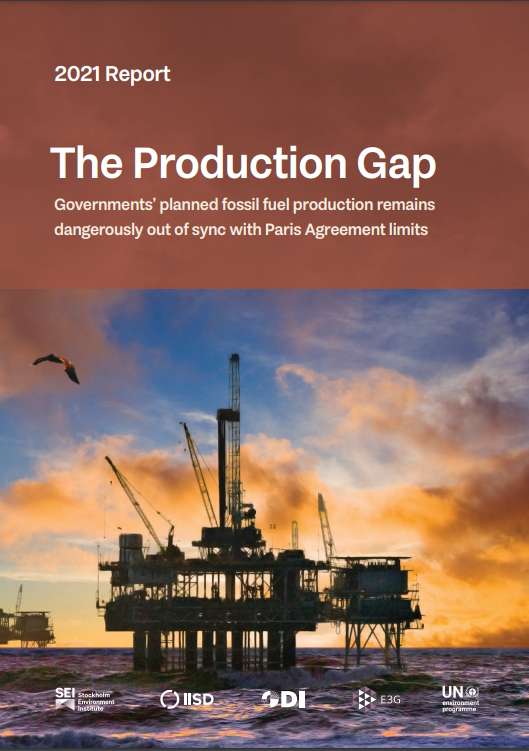 2021 Report
The Production Gap
Governments' planned fossil fuel production remains
dangerously out of sync with Paris Agreement limits
SEI Stockholm
Environment
Institute
IISD
ODI
E3G
UN
environment
programme